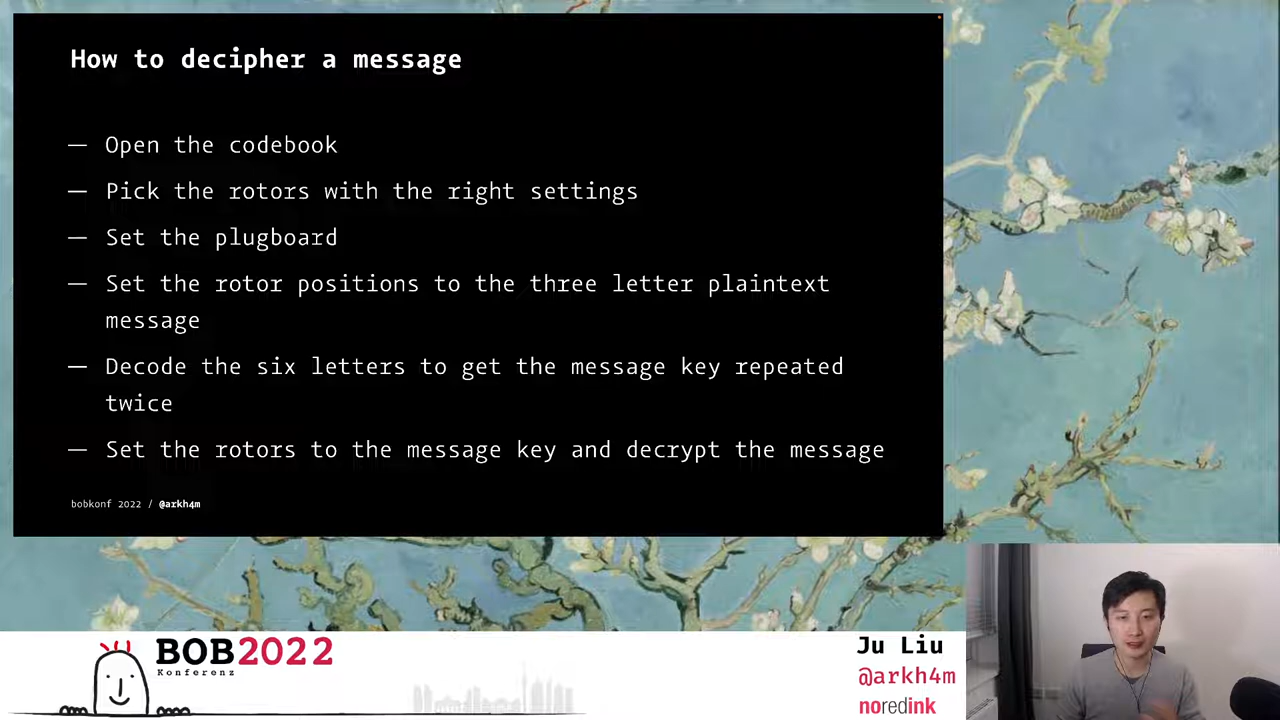 How to decipher a message
— Open the codebook
— Pick the rotors with the right settings
— Set the plugboard
— Set the rotor positions to the three letter plaintext
message
— Decode the six letters to get the message key repeated
twice
— Set the rotors to the message key and decrypt the message
bobkonf 2022 / @arkh4m
BOB2022
Konferenz
Ju Liu
@arkh4m
noredink